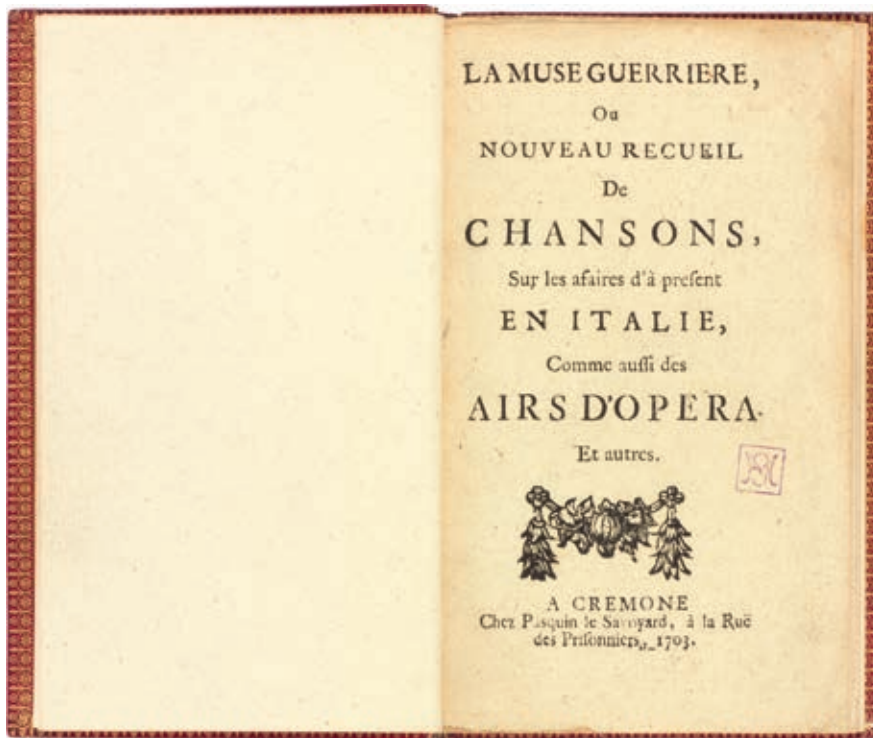 LA MUSE GUERRIERE,
Ou
NOUVEAU RECUEIL
De
CHANSONS,
Sur les afaires d'à preſent
EN ITALIE,
Comme auſſi des
AIRS D'OPERA.
Et autres.
A CREMONE
Chez Pasquin le Savoyard, à la Ruë
des Priſonniers, 1703.